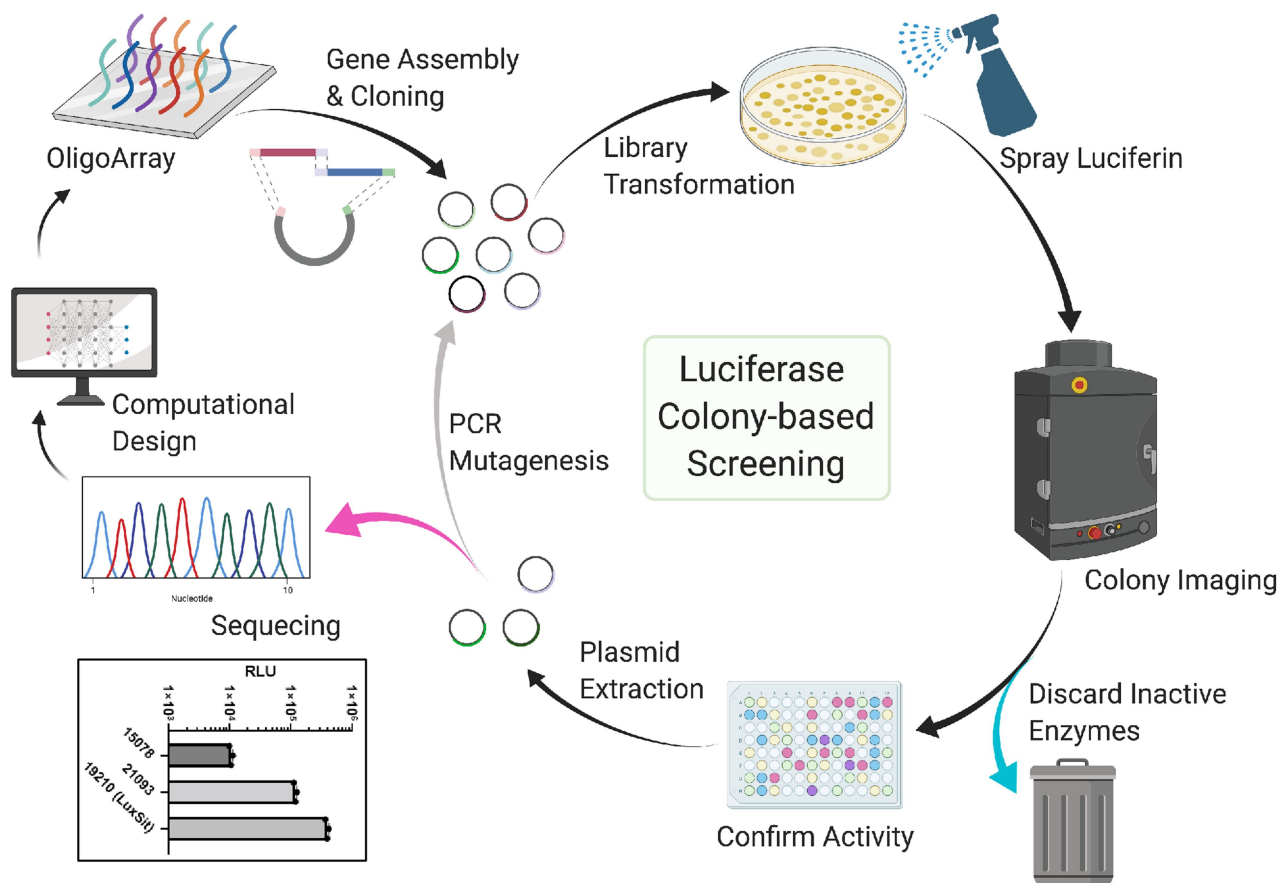 OligoArray
Gene Assembly
& Cloning
Library
Transformation
Spray Luciferin
Computational
Design
PCR
Mutagenesis
Luciferase
Colony-based
Screening
Colony Imaging
1
Nucleotide
10
Sequecing
Plasmid
Extraction
Confirm Activity
Discard Inactive
Enzymes
RLU
1×10³
1×10⁴
1×10⁵
1×10⁶
15078
21093
19210 (LuxSit)